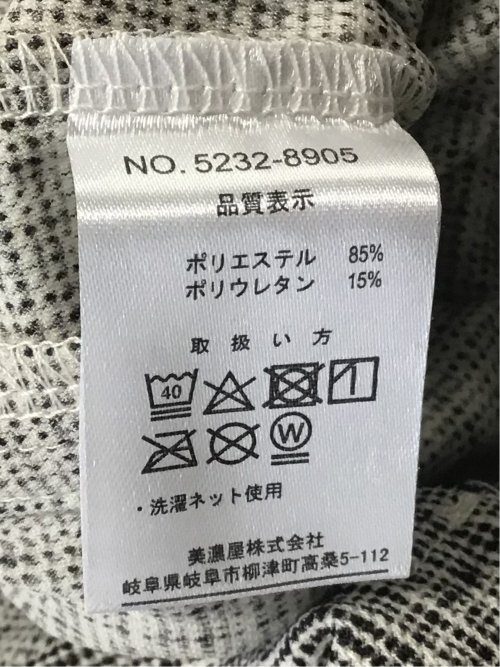 NO. 5232-8905
品質表示
ポリエステル 85%
ポリウレタン 15%
取扱い方
40
W
・洗濯ネット使用
美濃屋株式会社
岐阜県岐阜市柳津町高桑5-112